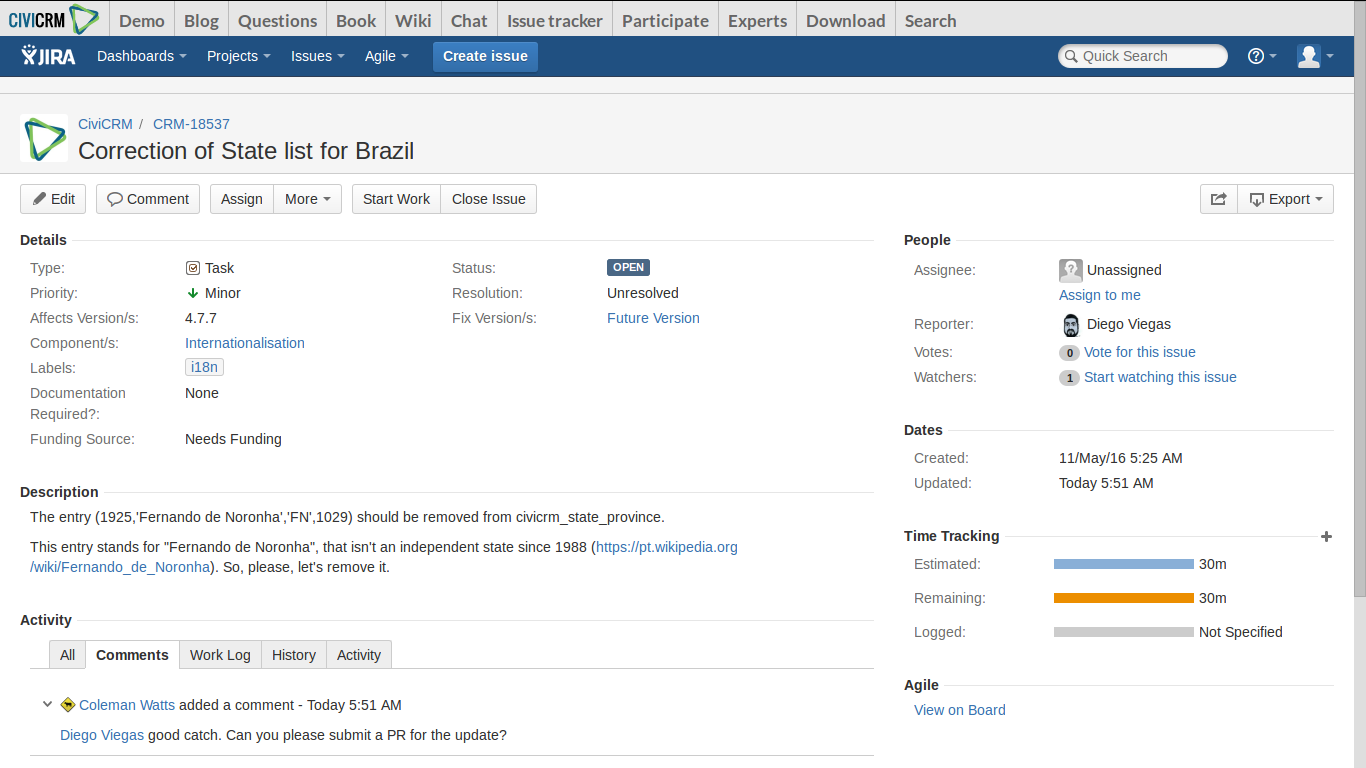 CIVICRM Demo Blog Questions Book Wiki Chat Issue tracker Participate Experts Download Search
JIRA Dashboards Projects Issues Agile Create issue Quick Search ?
CiviCRM / CRM-18537
Correction of State list for Brazil
Edit Comment Assign More Start Work Close Issue Export
Details
Type: Task
Status: OPEN
Priority: Minor
Resolution: Unresolved
Affects Version/s: 4.7.7
Fix Version/s: Future Version
Component/s: Internationalisation
Labels: i18n
Documentation None
Required?:
Funding Source: Needs Funding
Description
The entry (1925,'Fernando de Noronha','FN',1029) should be removed from civicrm_state_province.
This entry stands for "Fernando de Noronha", that isn't an independent state since 1988 (https://pt.wikipedia.org
/wiki/Fernando_de_Noronha). So, please, let's remove it.
Activity
All Comments Work Log History Activity
Coleman Watts added a comment - Today 5:51 AM
Diego Viegas good catch. Can you please submit a PR for the update?
People
Assignee: ? Unassigned
Assign to me
Reporter: Diego Viegas
Votes: 0 Vote for this issue
Watchers: 1 Start watching this issue
Dates
Created: 11/May/16 5:25 AM
Updated: Today 5:51 AM
Time Tracking
Estimated: 30m
Remaining: 30m
Logged: Not Specified
Agile
View on Board